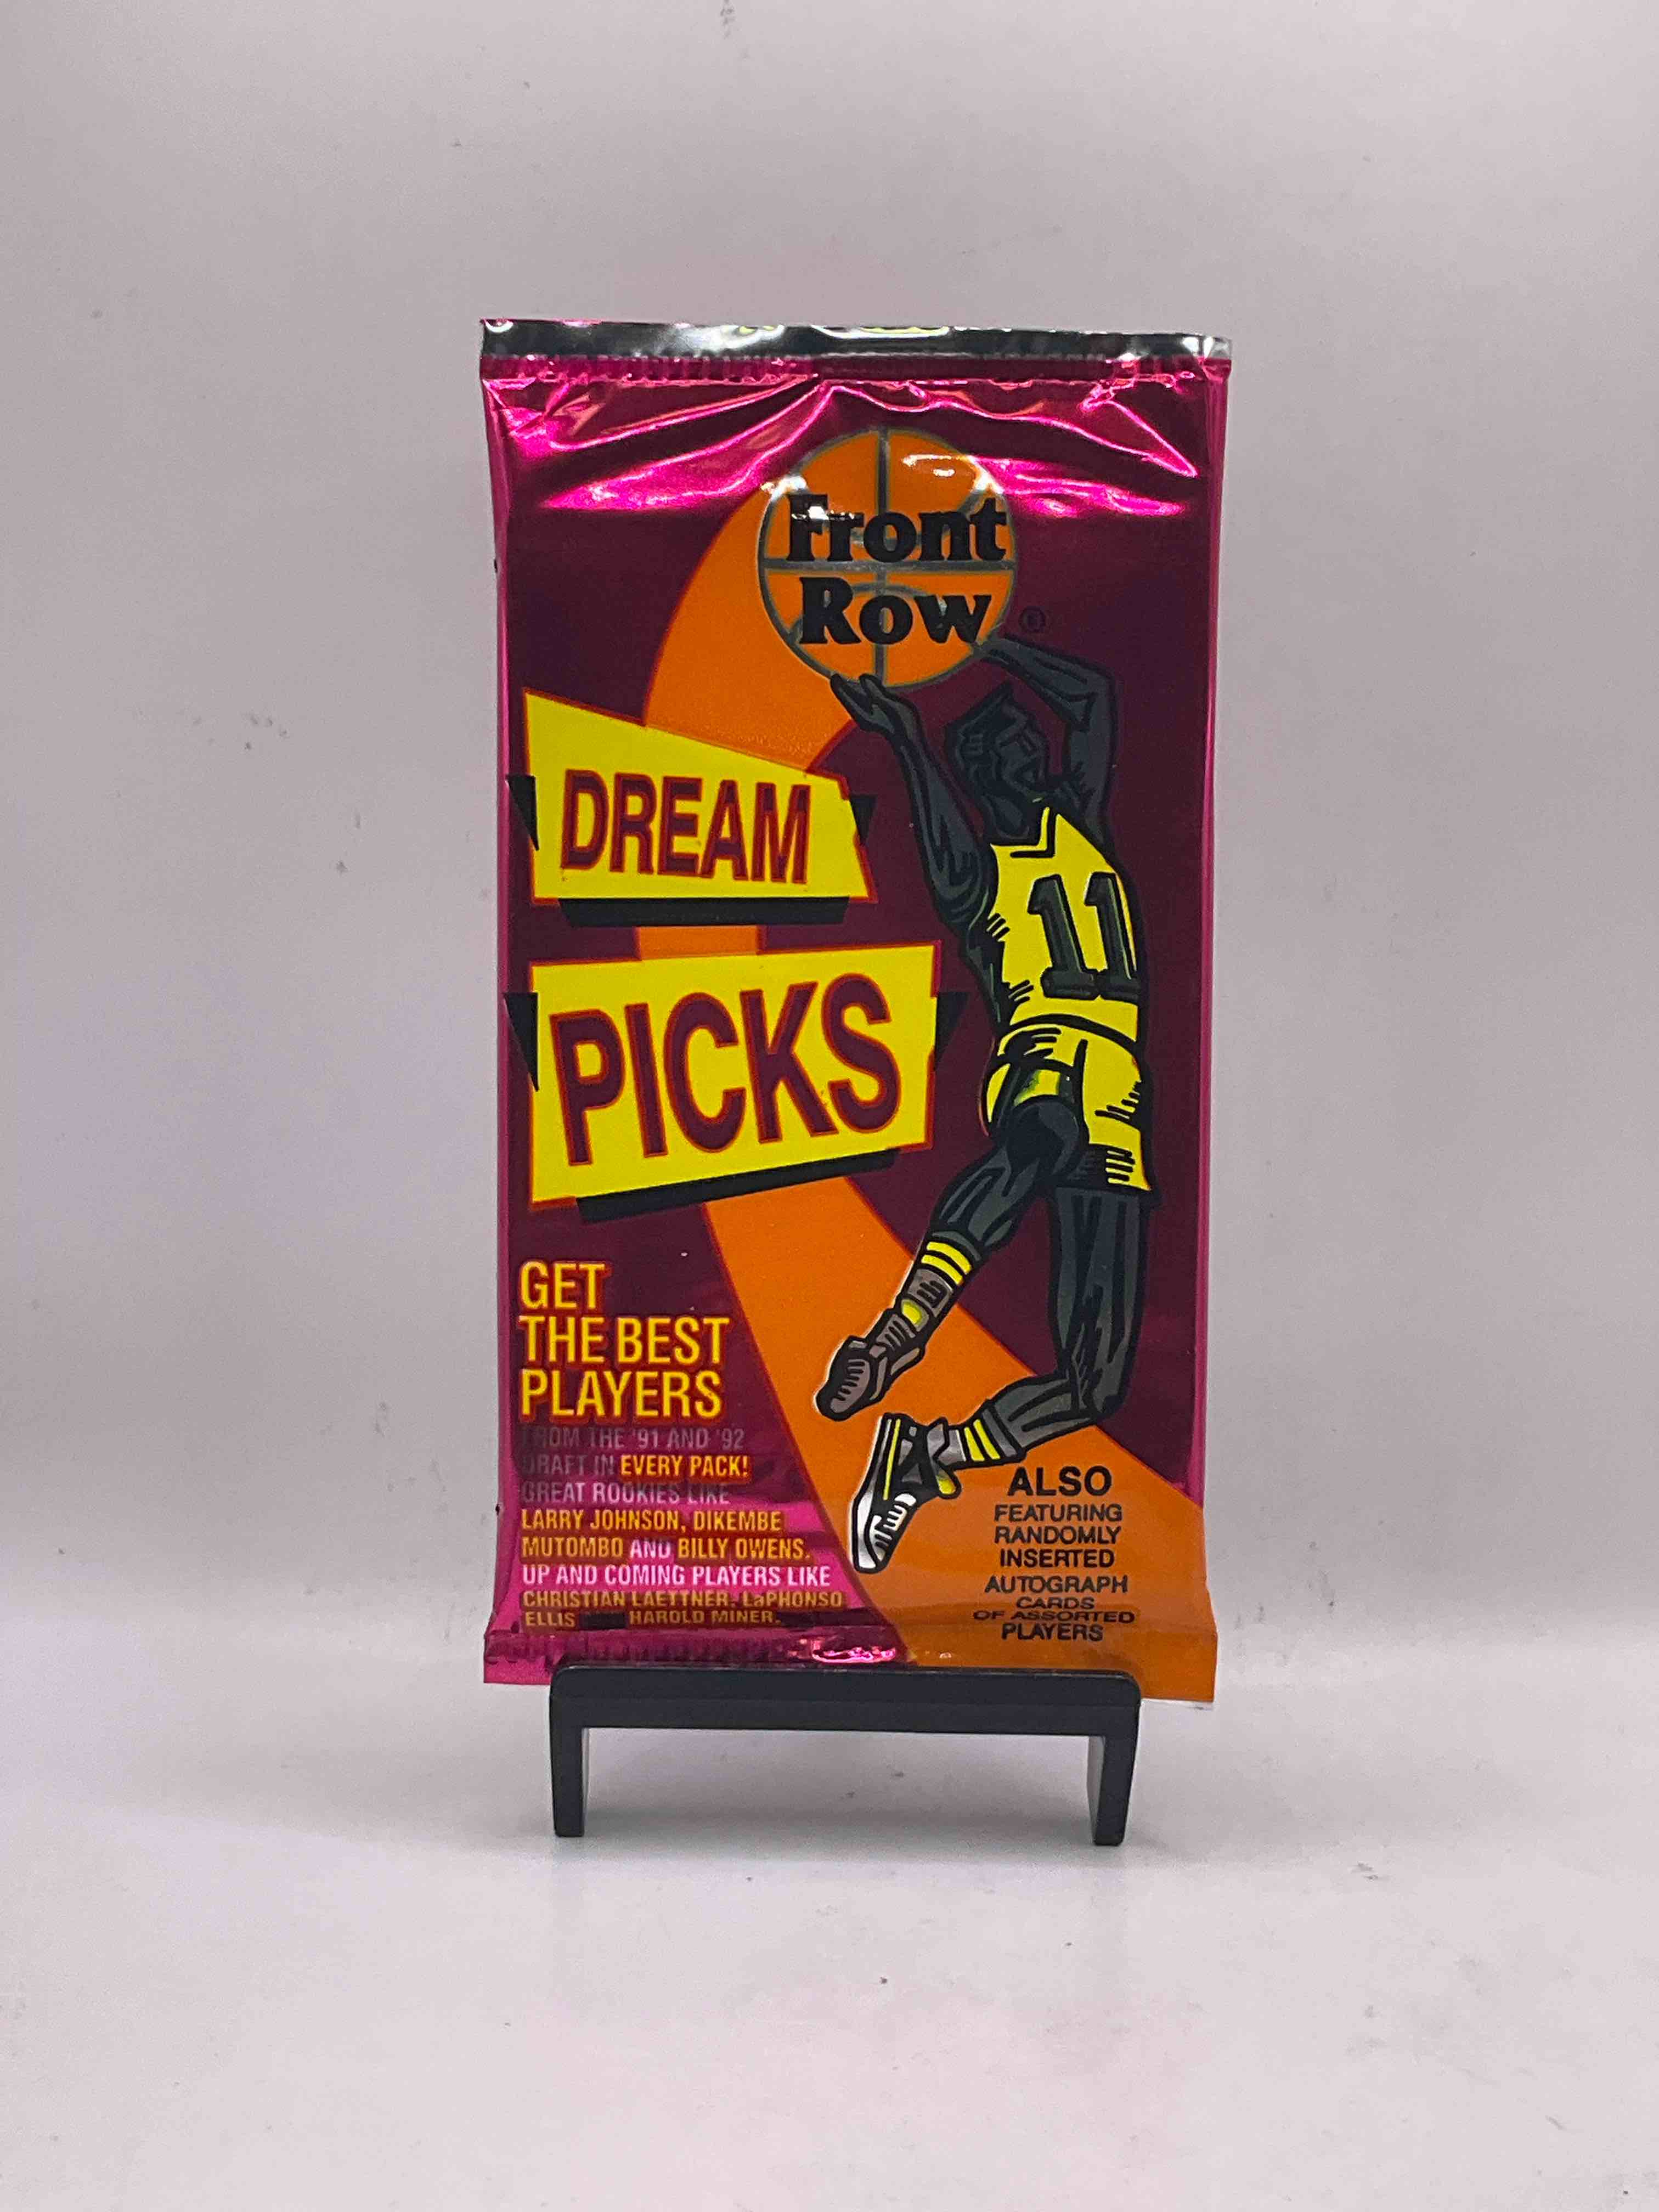 Front
Row
®
DREAM
11
PICKS
GET
THE BEST
PLAYERS
FROM THE '91 AND '92
DRAFT IN EVERY PACK!
GREAT ROOKIES LIKE
LARRY JOHNSON, DIKEMBE
MUTOMBO AND BILLY OWENS.
UP AND COMING PLAYERS LIKE
CHRISTIAN LAETTNER, LaPHONSO
ELLIS HAROLD MINER.
ALSO
FEATURING
RANDOMLY
INSERTED
AUTOGRAPH
CARDS
OF ASSORTED
PLAYERS